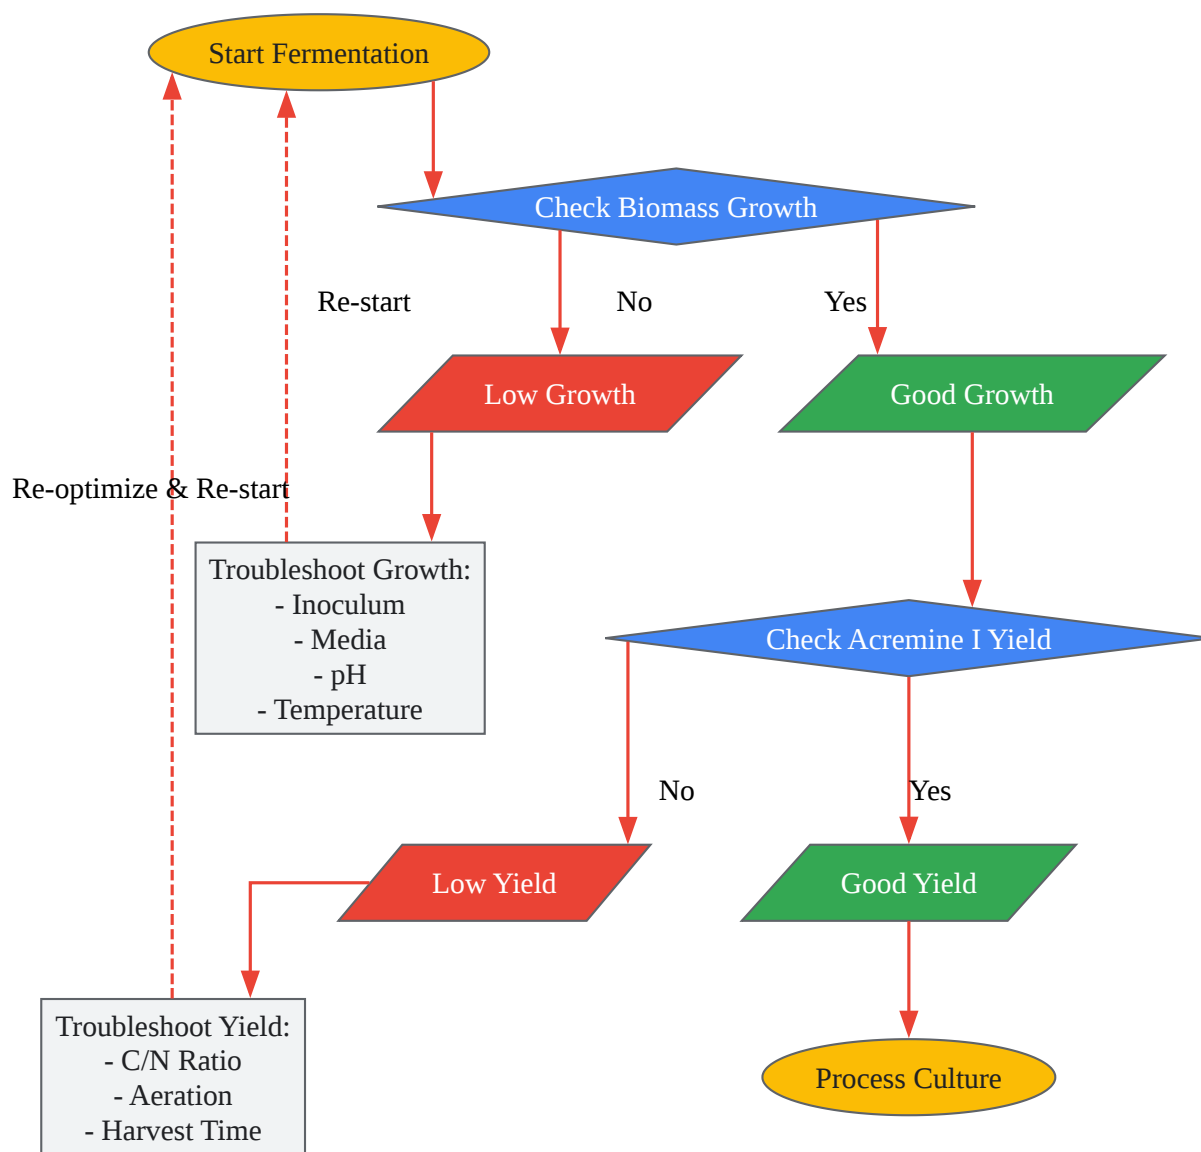 Start Fermentation
Check Biomass Growth
Re-start
No
Yes
Low Growth
Good Growth
Re-optimize & Re-start
Troubleshoot Growth:
- Inoculum
- Media
- pH
- Temperature
Check Acremine I Yield
No
Yes
Low Yield
Good Yield
Troubleshoot Yield:
- C/N Ratio
- Aeration
- Harvest Time
Process Culture